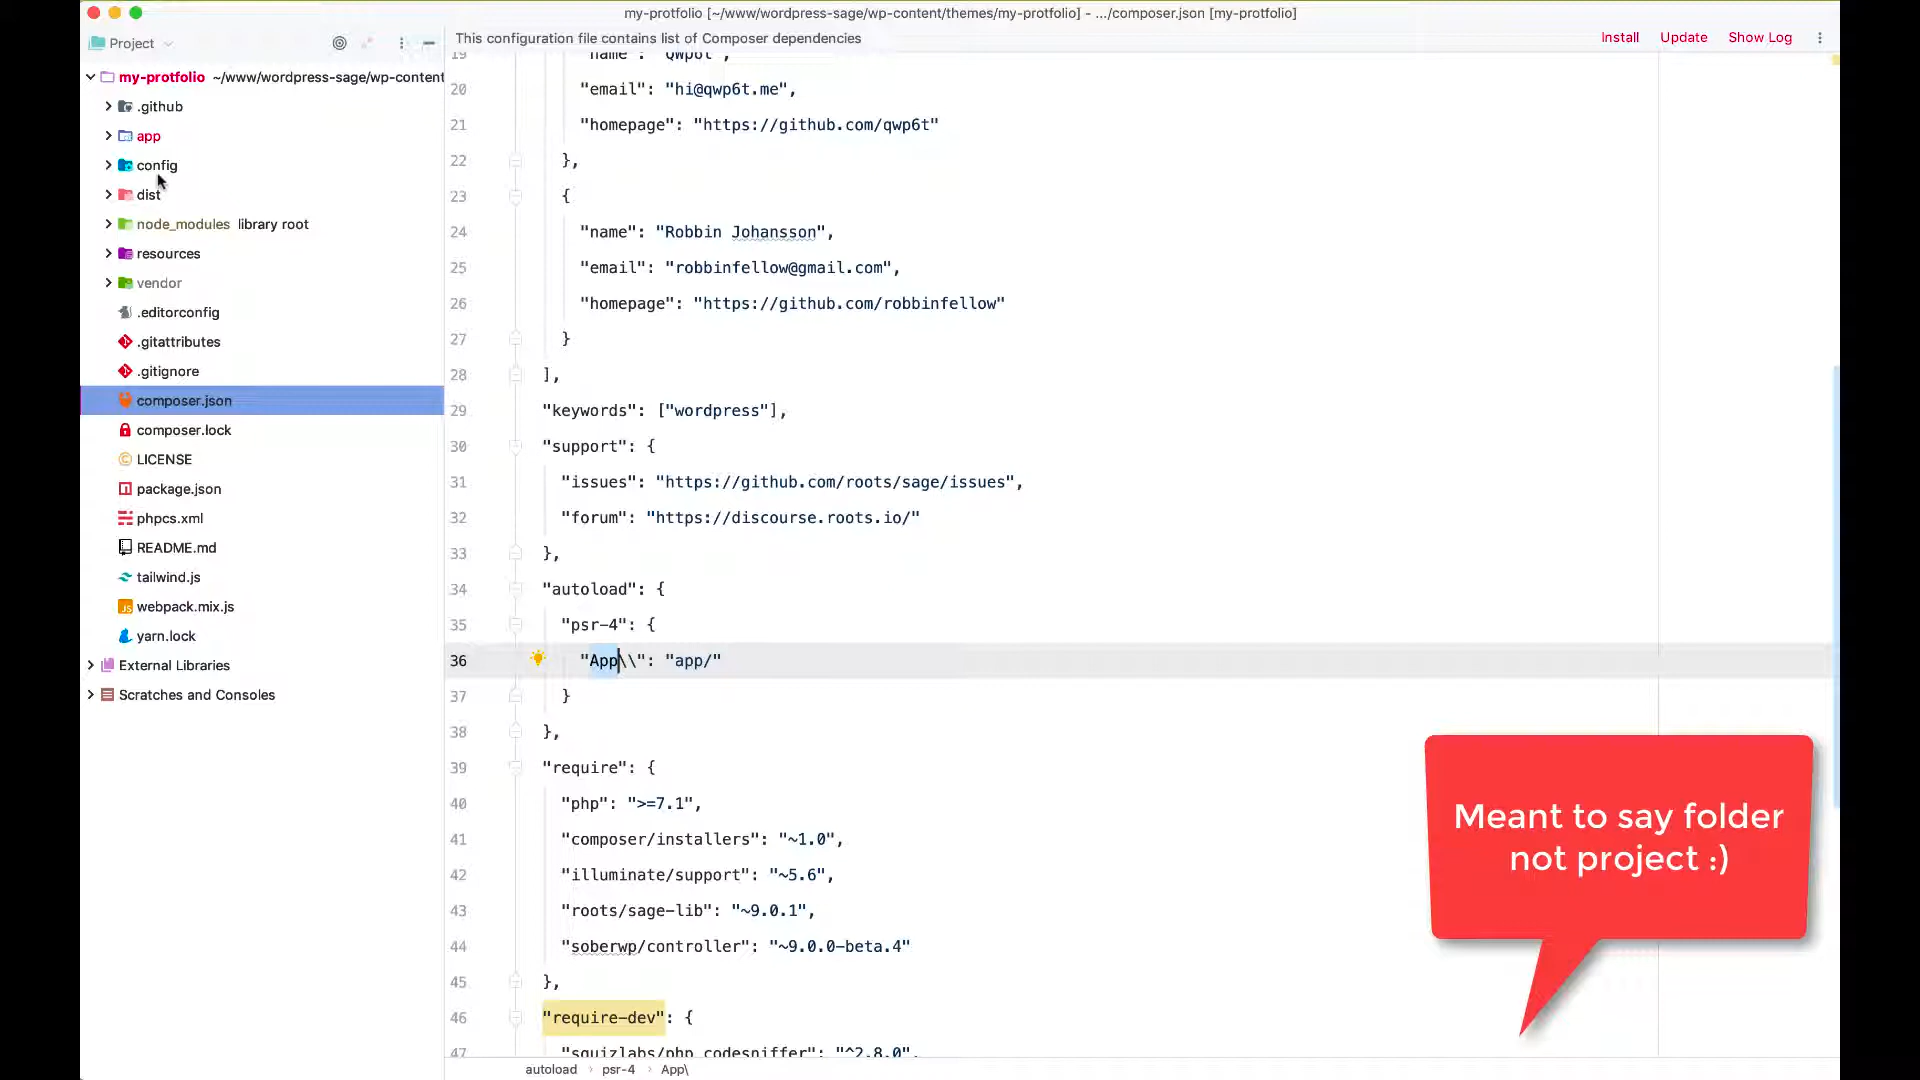 my-protfolio [~/www/wordpress-sage/wp-content/themes/my-protfolio] - .../composer.json [my-protfolio]
Project
This configuration file contains list of Composer dependencies
Install Update Show Log
my-protfolio ~/www/wordpress-sage/wp-content
.github
app
config
dist
node_modules library root
resources
vendor
.editorconfig
.gitattributes
.gitignore
composer.json
composer.lock
LICENSE
package.json
phpcs.xml
README.md
tailwind.js
webpack.mix.js
yarn.lock
External Libraries
Scratches and Consoles
19 "name": "Qwp6t",
20 "email": "hi@qwp6t.me",
21 "homepage": "https://github.com/qwp6t"
22 },
23 {
24 "name": "Robbin Johansson",
25 "email": "robbinfellow@gmail.com",
26 "homepage": "https://github.com/robbinfellow"
27 }
28 ],
29 "keywords": ["wordpress"],
30 "support": {
31 "issues": "https://github.com/roots/sage/issues",
32 "forum": "https://discourse.roots.io/"
33 },
34 "autoload": {
35 "psr-4": {
36 "App\\": "app/"
37 }
38 },
39 "require": {
40 "php": ">=7.1",
41 "composer/installers": "~1.0",
42 "illuminate/support": "~5.6",
43 "roots/sage-lib": "~9.0.1",
44 "soberwp/controller": "~9.0.0-beta.4"
45 },
46 "require-dev": {
47 "squizlabs/php_codesniffer": "^2.8.0",
autoload › psr-4 › App\
Meant to say folder
not project :)